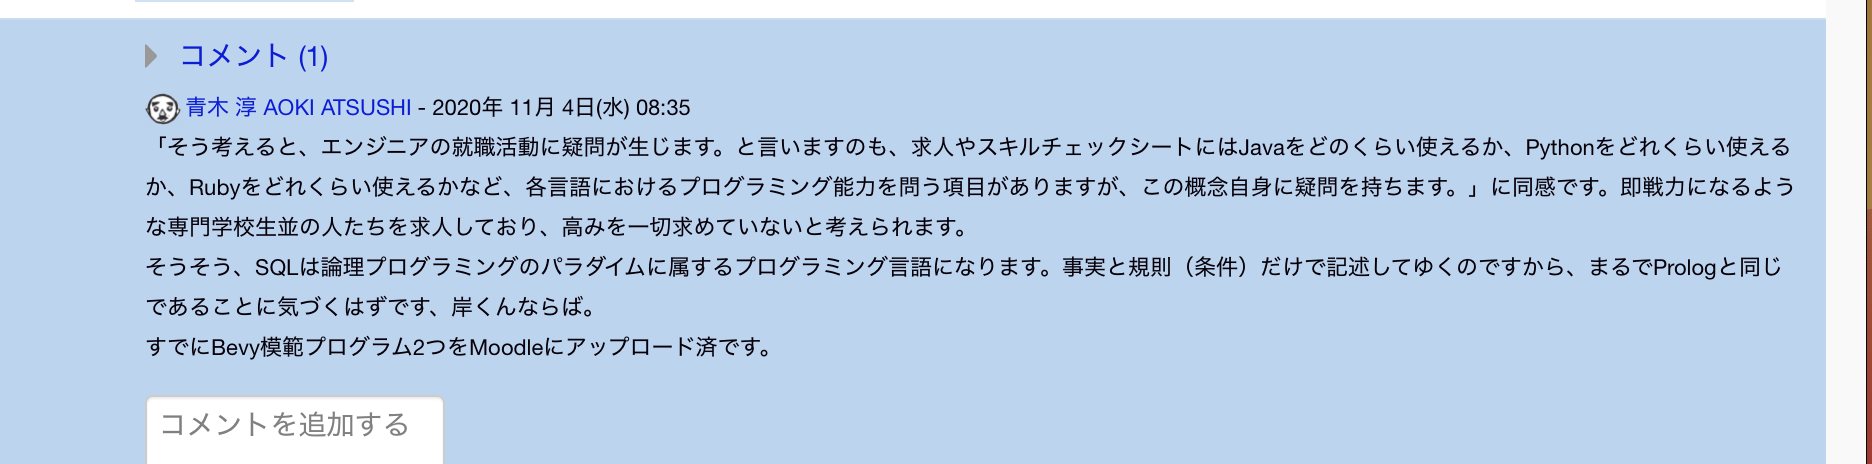 コメント (1)
青木 淳 AOKI ATSUSHI - 2020年 11月 4日(水) 08:35
「そう考えると、エンジニアの就職活動に疑問が生じます。と言いますのも、求人やスキルチェックシートにはJavaをどのくらい使えるか、Pythonをどれくらい使える
か、Rubyをどれくらい使えるかなど、各言語におけるプログラミング能力を問う項目がありますが、この概念自身に疑問を持ちます。」に同感です。即戦力になるよう
な専門学校生並の人たちを求人しており、高みを一切求めていないと考えられます。
そうそう、SQLは論理プログラミングのパラダイムに属するプログラミング言語になります。事実と規則（条件）だけで記述してゆくのですから、まるでPrologと同じ
であることに気づくはずです、岸くんならば。
すでにBevy模範プログラム2つをMoodleにアップロード済です。
コメントを追加する